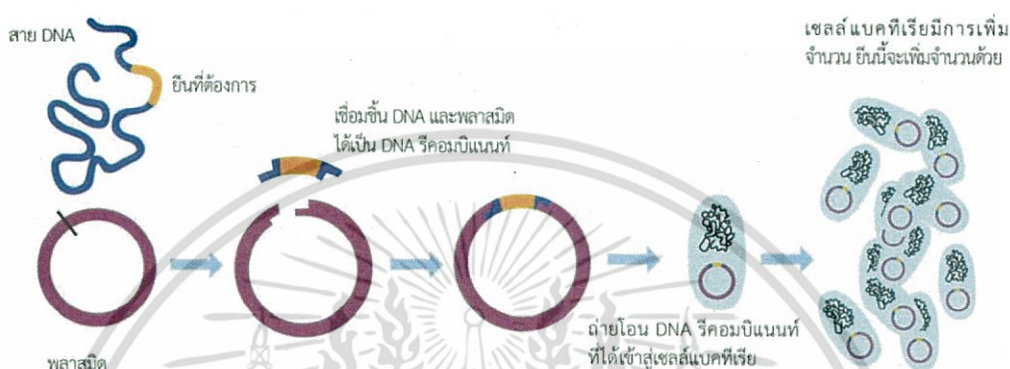 สาย DNA
ยีนที่ต้องการ
เชื่อมชิ้น DNA และพลาสมิด
ได้เป็น DNA รีคอมบิแนนท์
เซลล์แบคทีเรียมีการเพิ่ม
จำนวน ยีนนี้จะเพิ่มจำนวนด้วย
พลาสมิด
ถ่ายโอน DNA รีคอมบิแนนท์
ที่ได้เข้าสู่เซลล์แบคทีเรีย